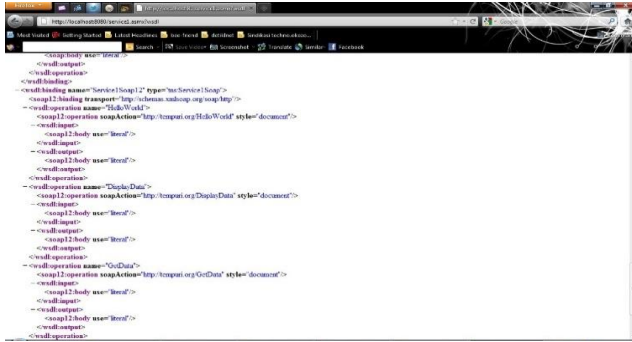 http://localhost8080/service1.asmx?wsdl
Most Visited Getting Started Latest Headlines
Search Screenshot Translate Similar Facebook
<soap:body use="literal"/>
</wsdl:output>
</wsdl:operation>
</wsdl:binding>
− <wsdl:binding name="Service1Soap12" type="tns:Service1Soap">
<soap12:binding transport="http://schemas.xmlsoap.org/soap/http"/>
− <wsdl:operation name="HelloWorld">
<soap12:operation soapAction="http://tempuri.org/HelloWorld" style="document"/>
− <wsdl:input>
<soap12:body use="literal"/>
</wsdl:input>
− <wsdl:output>
<soap12:body use="literal"/>
</wsdl:output>
</wsdl:operation>
− <wsdl:operation name="DisplayData">
<soap12:operation soapAction="http://tempuri.org/DisplayData" style="document"/>
− <wsdl:input>
<soap12:body use="literal"/>
</wsdl:input>
− <wsdl:output>
<soap12:body use="literal"/>
</wsdl:output>
</wsdl:operation>
− <wsdl:operation name="GetData">
<soap12:operation soapAction="http://tempuri.org/GetData" style="document"/>
− <wsdl:input>
<soap12:body use="literal"/>
</wsdl:input>
− <wsdl:output>
<soap12:body use="literal"/>
</wsdl:output>
</wsdl:operation>